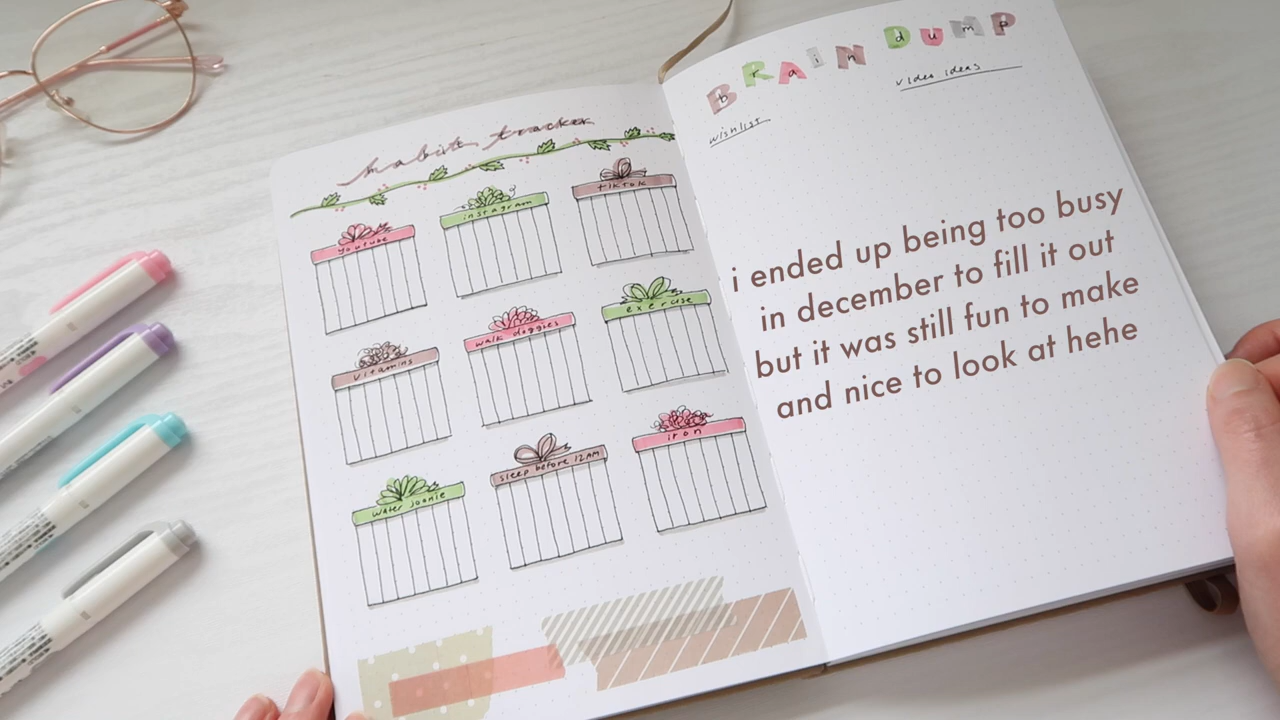 habit tracker
youtube
instagram
tiktok
vitamins
walk doggies
exercise
water joonie
sleep before 12AM
iron
BRAIN DUMP
brain dump
wishlist
video ideas
i ended up being too busy
in december to fill it out
but it was still fun to make
and nice to look at hehe